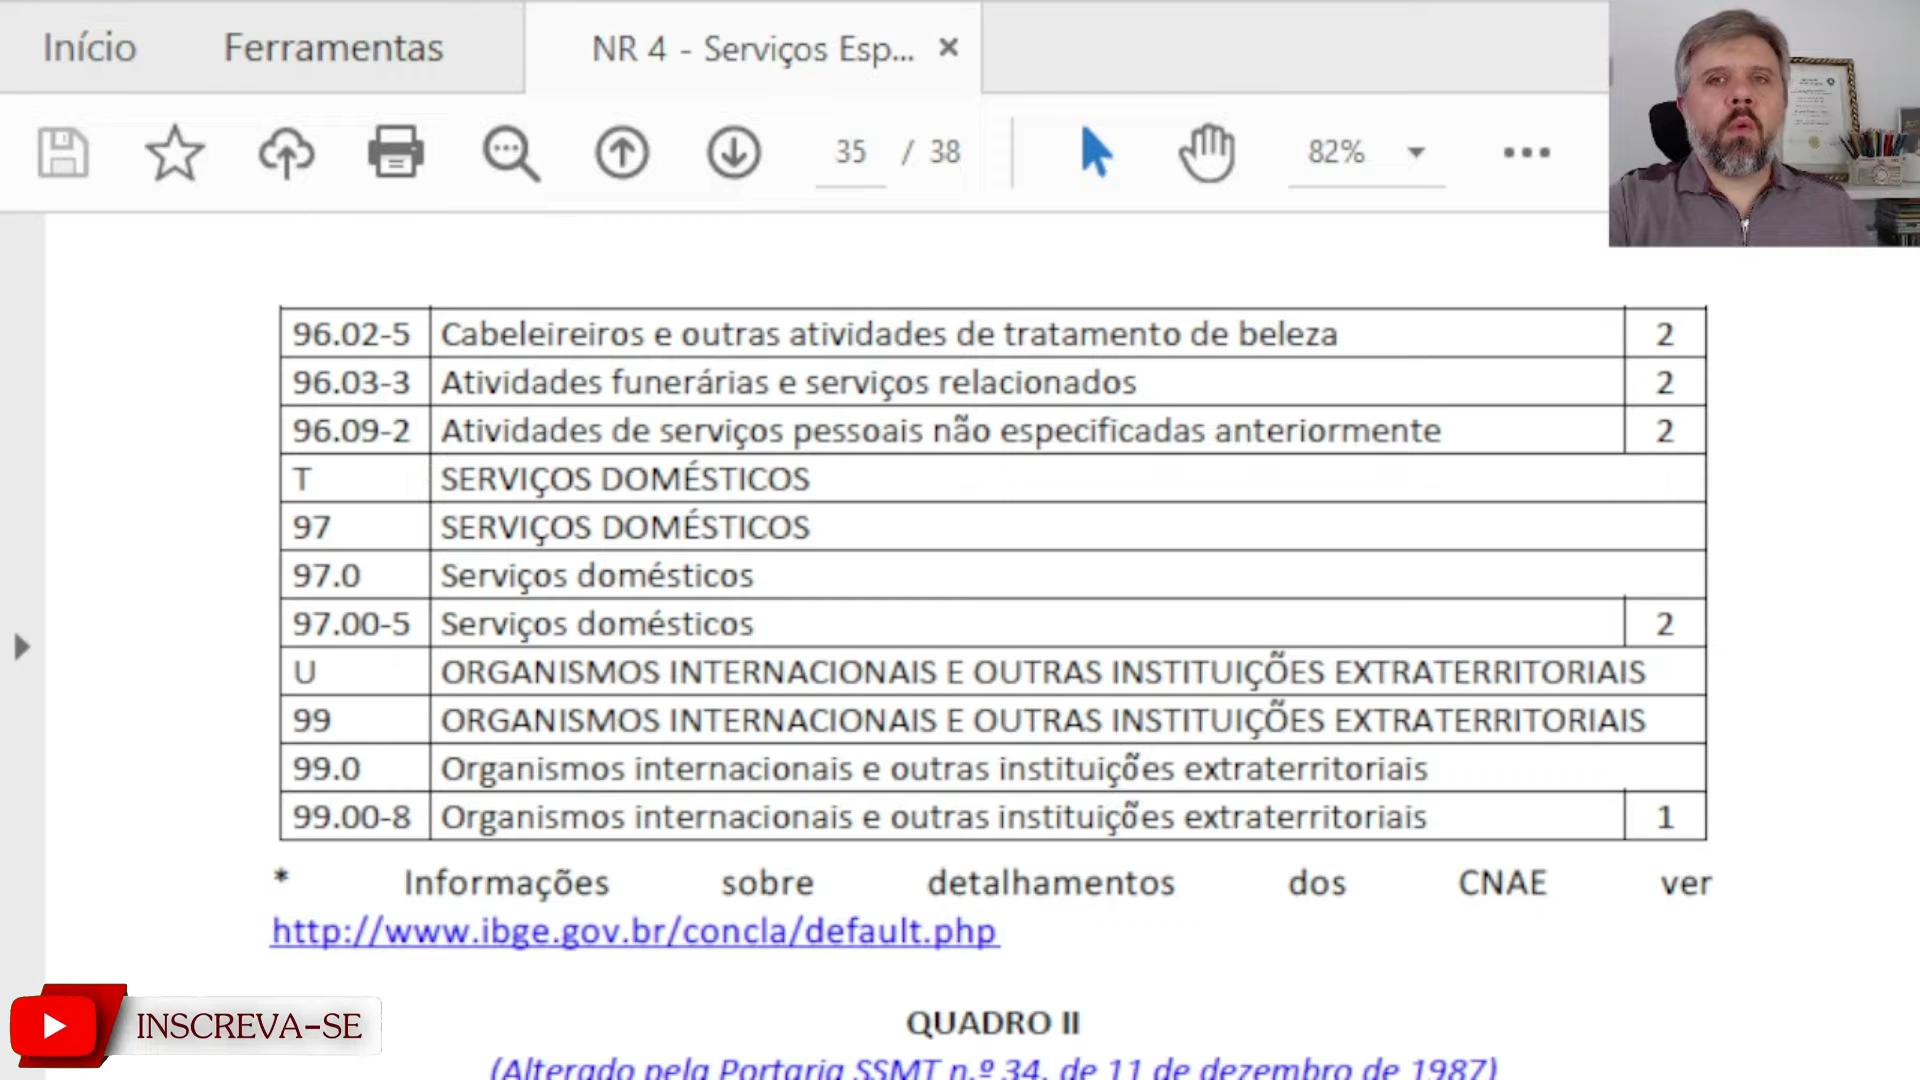 Início Ferramentas NR 4 - Serviços Esp...
35 / 38 82%
96.02-5 Cabeleireiros e outras atividades de tratamento de beleza 2
96.03-3 Atividades funerárias e serviços relacionados 2
96.09-2 Atividades de serviços pessoais não especificadas anteriormente 2
T SERVIÇOS DOMÉSTICOS
97 SERVIÇOS DOMÉSTICOS
97.0 Serviços domésticos
97.00-5 Serviços domésticos 2
U ORGANISMOS INTERNACIONAIS E OUTRAS INSTITUIÇÕES EXTRATERRITORIAIS
99 ORGANISMOS INTERNACIONAIS E OUTRAS INSTITUIÇÕES EXTRATERRITORIAIS
99.0 Organismos internacionais e outras instituições extraterritoriais
99.00-8 Organismos internacionais e outras instituições extraterritoriais 1
* Informações sobre detalhamentos dos CNAE ver
http://www.ibge.gov.br/concla/default.php
INSCREVA-SE
QUADRO II
(Alterado pela Portaria SSMT n.º 34, de 11 de dezembro de 1987)